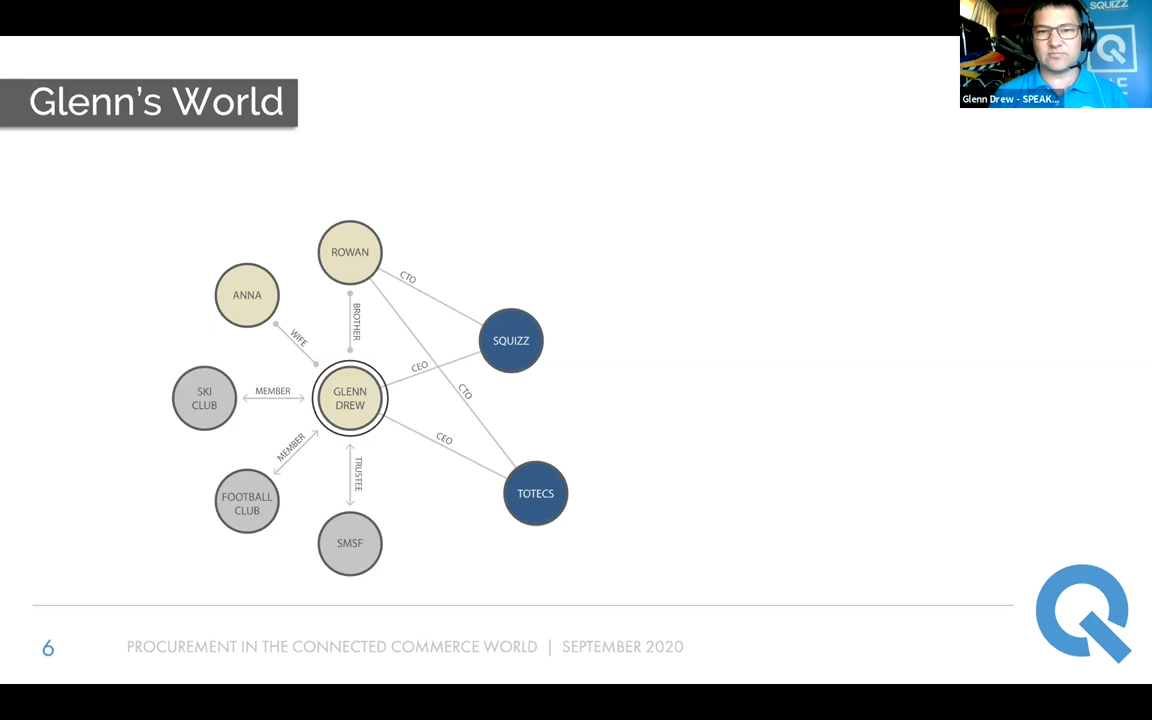 SQUIZZ
Glenn Drew - SPEAK...
Glenn's World
ROWAN
ANNA
CTO
BROTHER
WIFE
SQUIZZ
CEO
SKI
CLUB
MEMBER
GLENN
DREW
CTO
MEMBER
CEO
TRUSTEE
FOOTBALL
CLUB
TOTECS
SMSF
6
PROCUREMENT IN THE CONNECTED COMMERCE WORLD | SEPTEMBER 2020